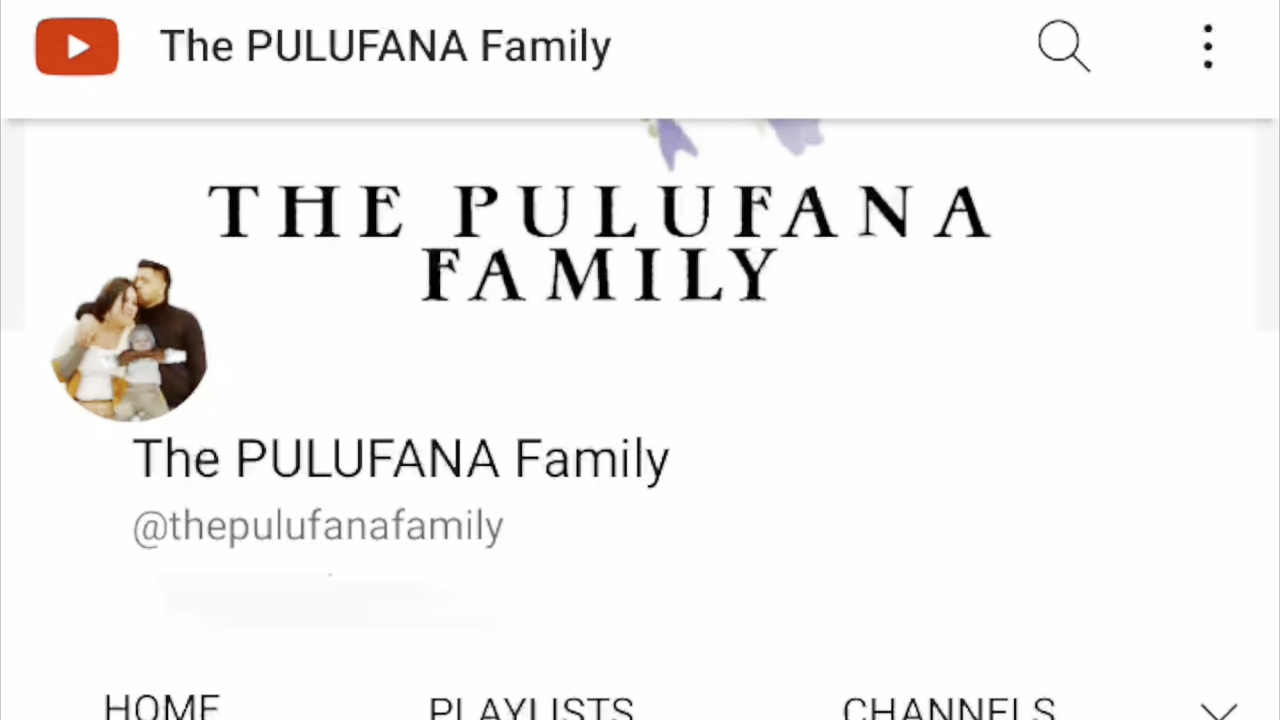 The PULUFANA Family
THE PULUFANA
FAMILY
The PULUFANA Family
@thepulufanafamily
HOME PLAYLISTS CHANNELS